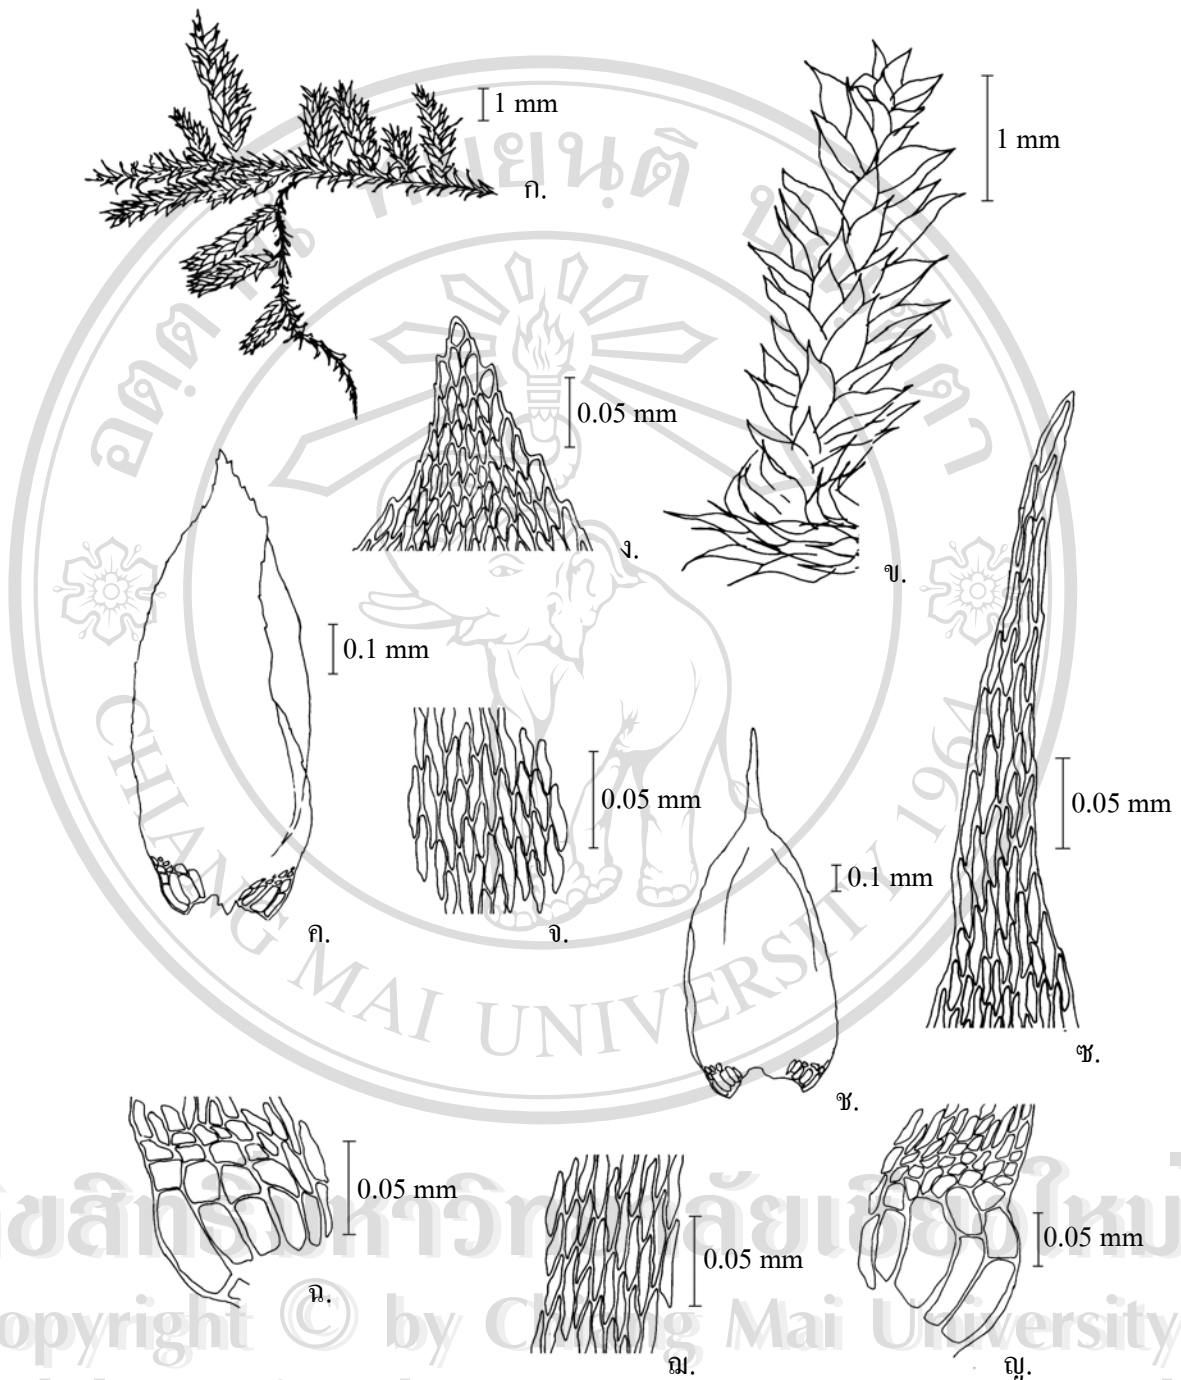 1 mm
1 mm
ก.
0.05 mm
ง.
ข.
0.1 mm
0.05 mm
0.05 mm
0.1 mm
ค.
จ.
ซ.
ช.
0.05 mm
0.05 mm
0.05 mm
ฉ.
ฌ.
ญ.
CHIANG MAI UNIVERSITY 1964
opyright © by Chiang Mai University